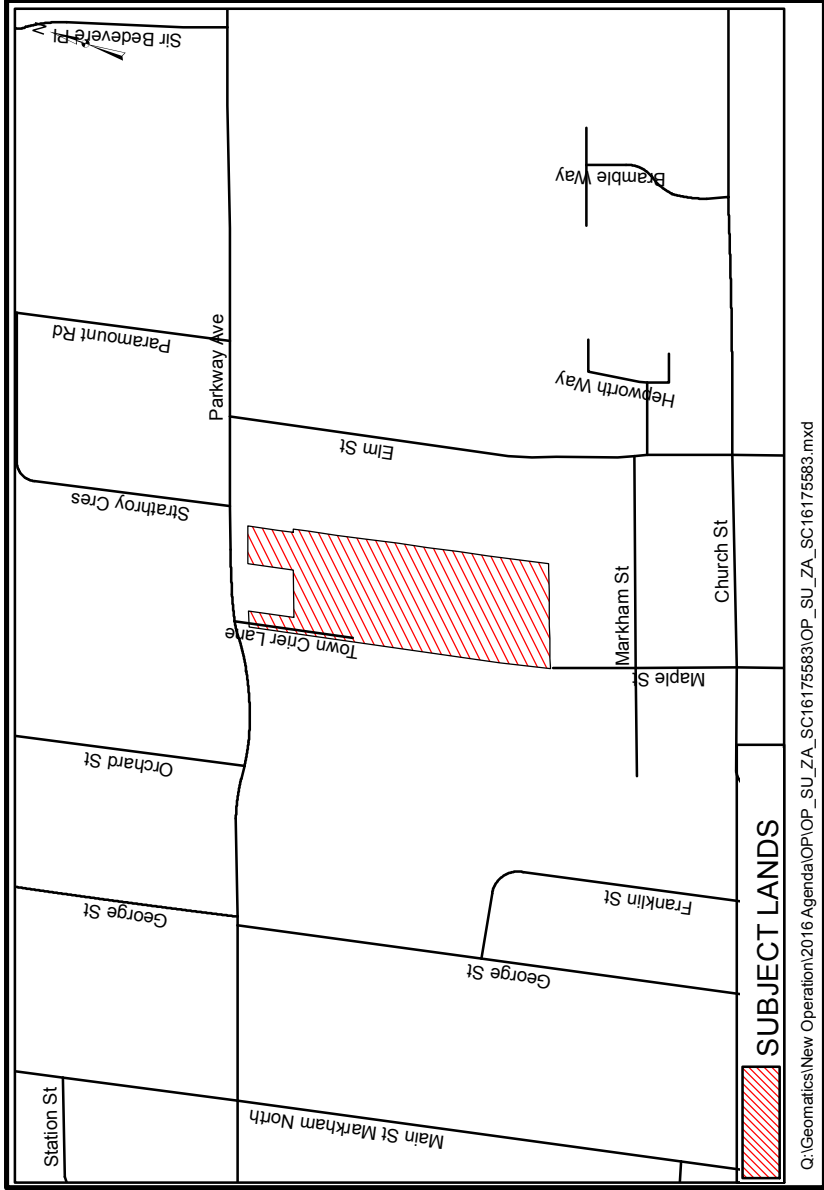 N
Sir Bedevere Pl
Paramount Rd
Parkway Ave
Strathroy Cres
Elm St
Town Crier Lane
Orchard St
George St
Station St
Main St Markham North
George St
Franklin St
Maple St
Markham St
Church St
Hepworth Way
Bramble Way
SUBJECT LANDS
Q:\Geomatics\New Operation\2016 Agenda\OP\OP_SU_ZA_SC16175583\OP_SU_ZA_SC16175583.mxd